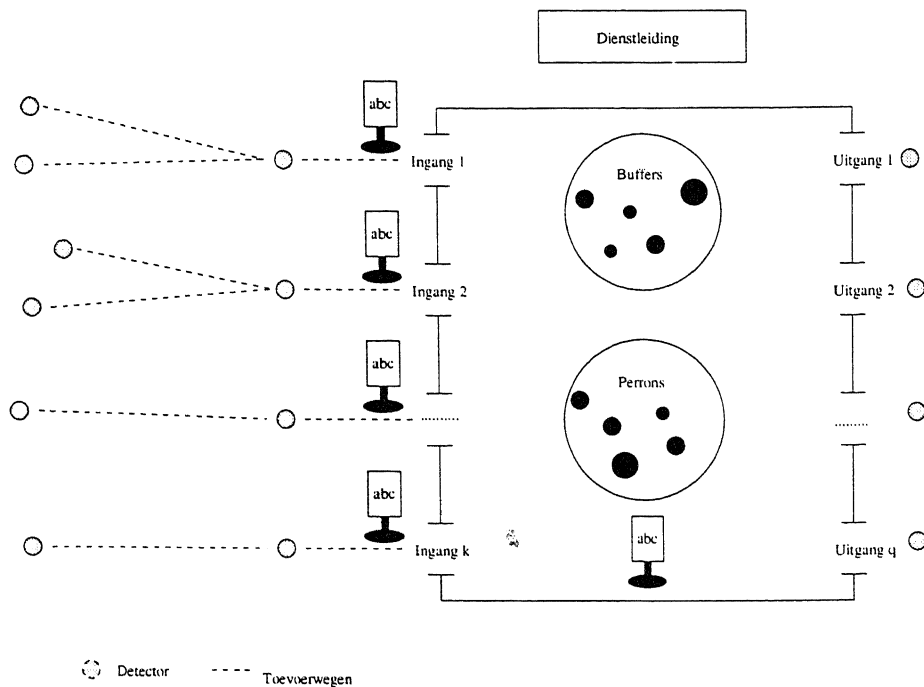 Dienstleiding
abc
Ingang 1
Buffers
Uitgang 1
abc
Ingang 2
Uitgang 2
abc
Perrons
..........
..........
abc
Ingang k
abc
Uitgang q
Detector
Toevoerwegen